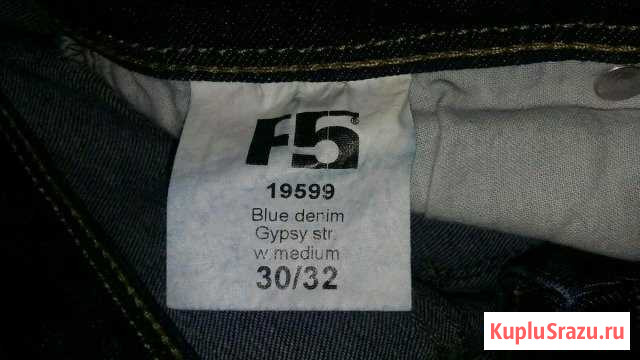 F5®
19599
Blue denim
Gypsy str.
w.medium
30/32
KupluSrazu.ru